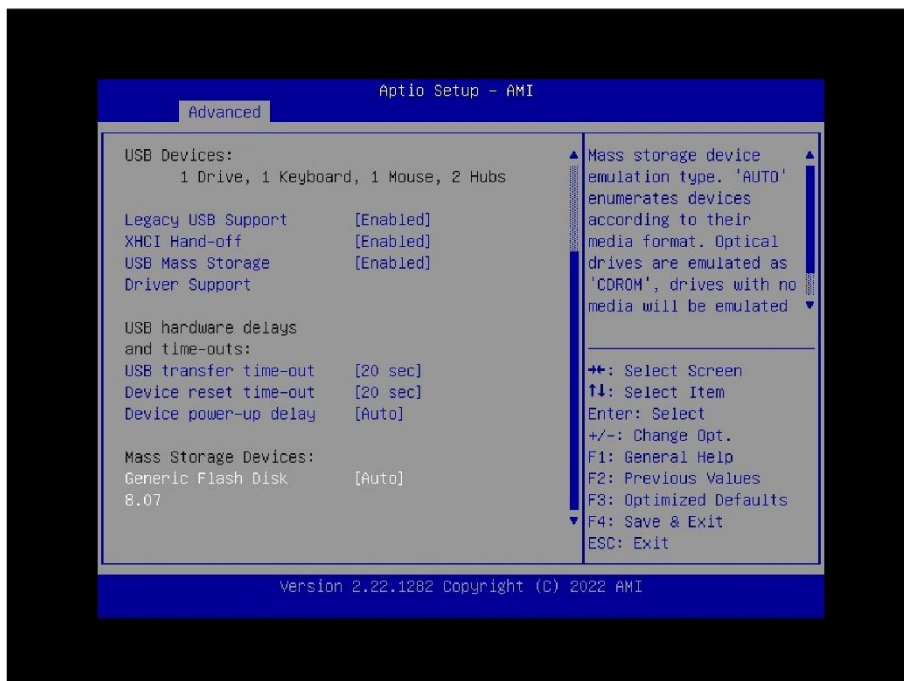 Aptio Setup - AMI
Advanced
USB Devices:
1 Drive, 1 Keyboard, 1 Mouse, 2 Hubs
Legacy USB Support [Enabled]
XHCI Hand-off [Enabled]
USB Mass Storage [Enabled]
Driver Support
USB hardware delays
and time-outs:
USB transfer time-out [20 sec]
Device reset time-out [20 sec]
Device power-up delay [Auto]
Mass Storage Devices:
Generic Flash Disk [Auto]
8.07
Mass storage device
emulation type. 'AUTO'
enumerates devices
according to their
media format. Optical
drives are emulated as
'CDROM', drives with no
media will be emulated
→←: Select Screen
↑↓: Select Item
Enter: Select
+/-: Change Opt.
F1: General Help
F2: Previous Values
F3: Optimized Defaults
F4: Save & Exit
ESC: Exit
Version 2.22.1282 Copyright (C) 2022 AMI